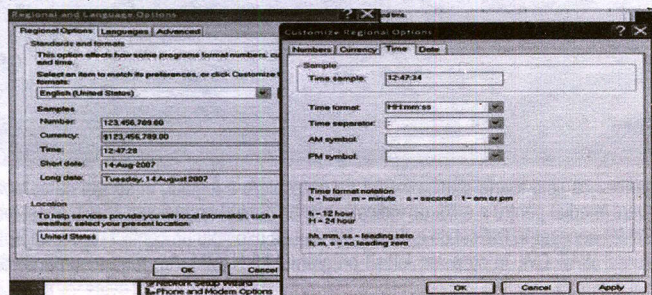 Regional and Language Options
Regional Options Languages Advanced
Standards and formats
This option affects how some programs format numbers, cu
and time.
Select an item to match its preferences, or click Customize
formats:
English (United States)
Samples
Number: 123,456,789.00
Currency: $123,456,789.00
Time: 12:47:28
Short date: 14-Aug-2007
Long date: Tuesday, 14 August 2007
Location
To help services provide you with local information, such as
weather, select your present location:
United States
OK Cancel
Network Setup Wizard
Phone and Modem Options
and time.
Customize Regional Options
Numbers Currency Time Date
Sample
Time sample: 12:47:34
Time format: HH:mm:ss
Time separator: :
AM symbol:
PM symbol:
Time format notation
h = hour m = minute s = second t = am or pm
h = 12 hour
H = 24 hour
hh, mm, ss = leading zero
h, m, s = no leading zero
OK Cancel Apply